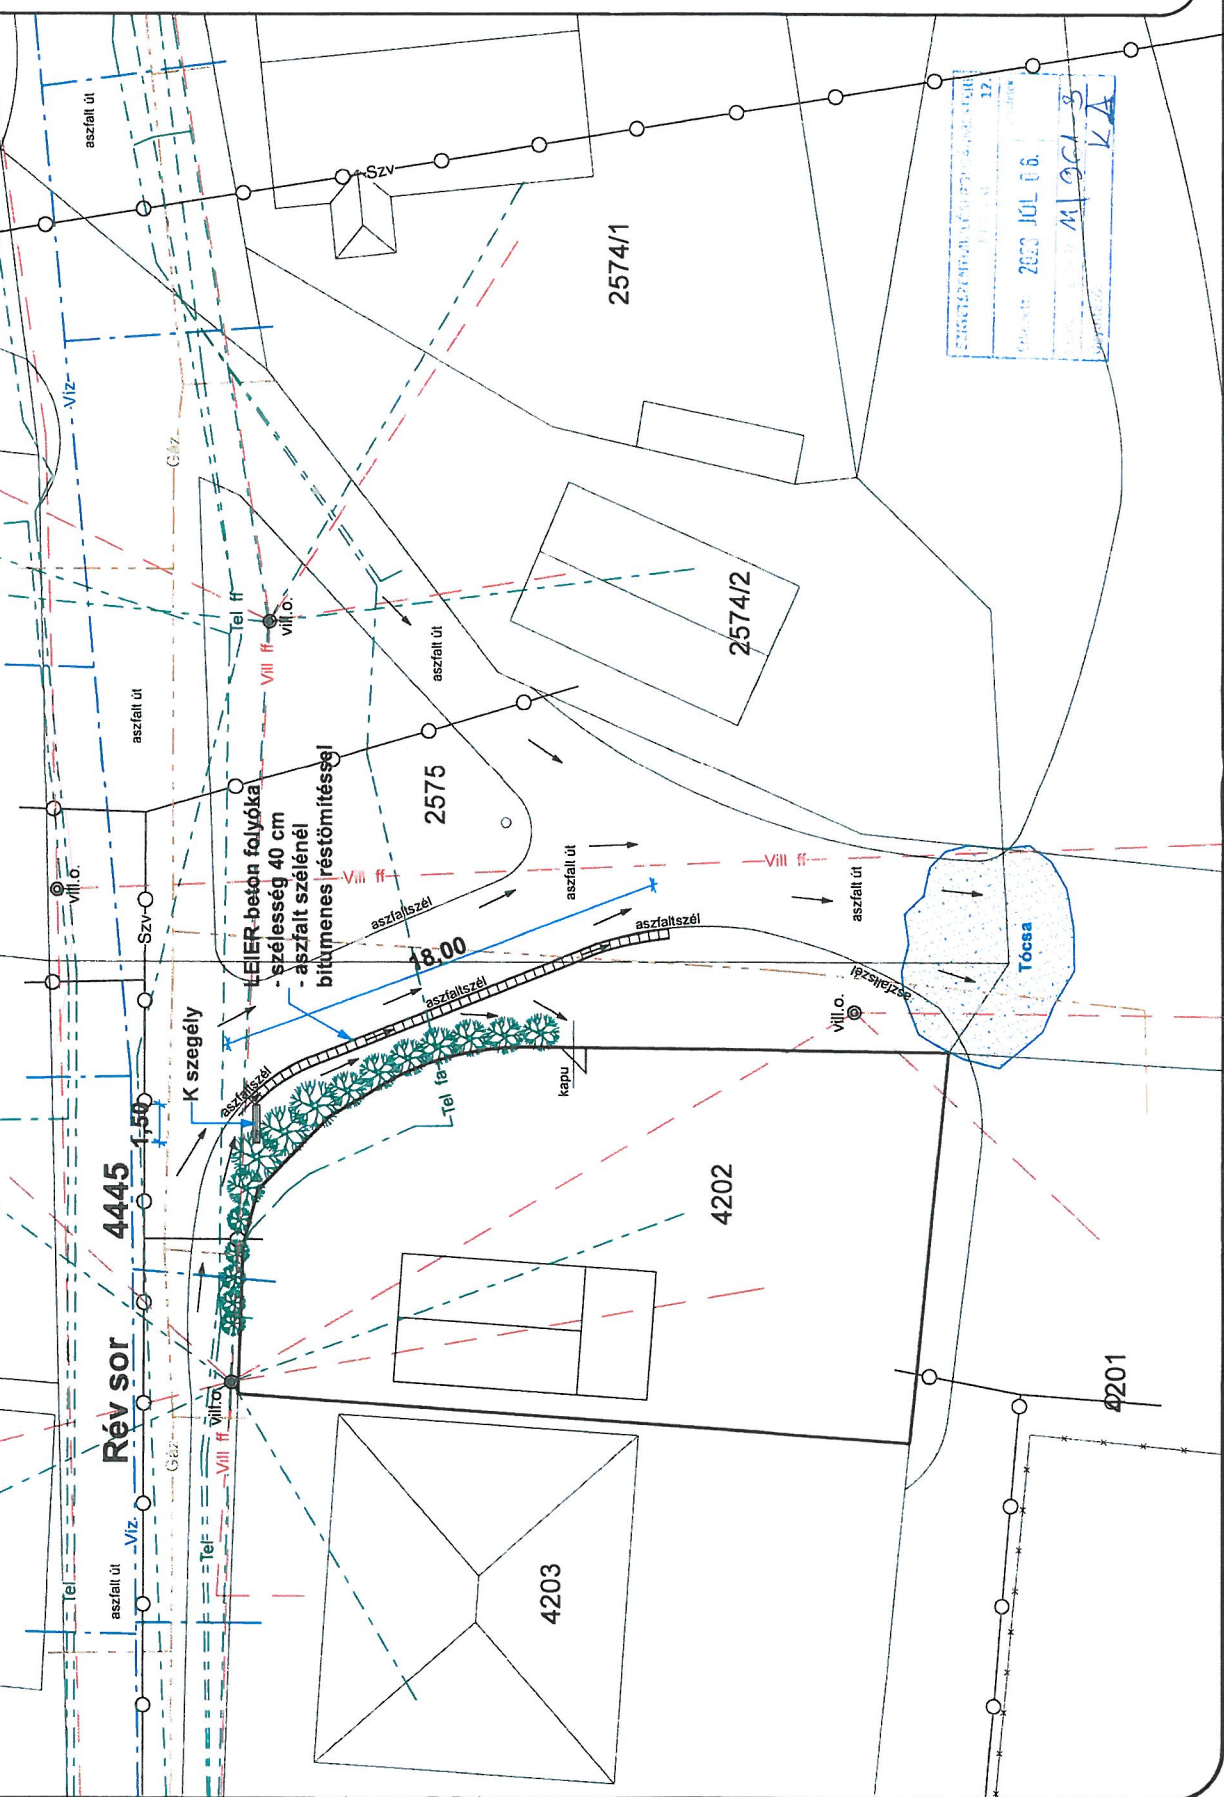 aszfalt út
Szv
2574/1
Víz
Gáz
Tel ff
vill.o.
Vill ff
aszfalt út
aszfalt út
2574/2
2575
LEIER beton folyóka
- szélesség 40 cm
- aszfalt szélénél
bitumenes réstömítéssel
vill.o.
Szv
Vill ff
aszfaltszél
aszfalt út
Vill ff
aszfalt út
18,00
aszfaltszél
aszfaltszél
aszfaltszél
Tócsa
vill.o.
K szegély
aszfaltszél
1,50
kapu
Tel fa
4445
Rév sor
4202
vill.o.
Vill ff
Gáz
Víz
Tel
Tel
aszfalt út
4203
4201
12.
JÚL 06.